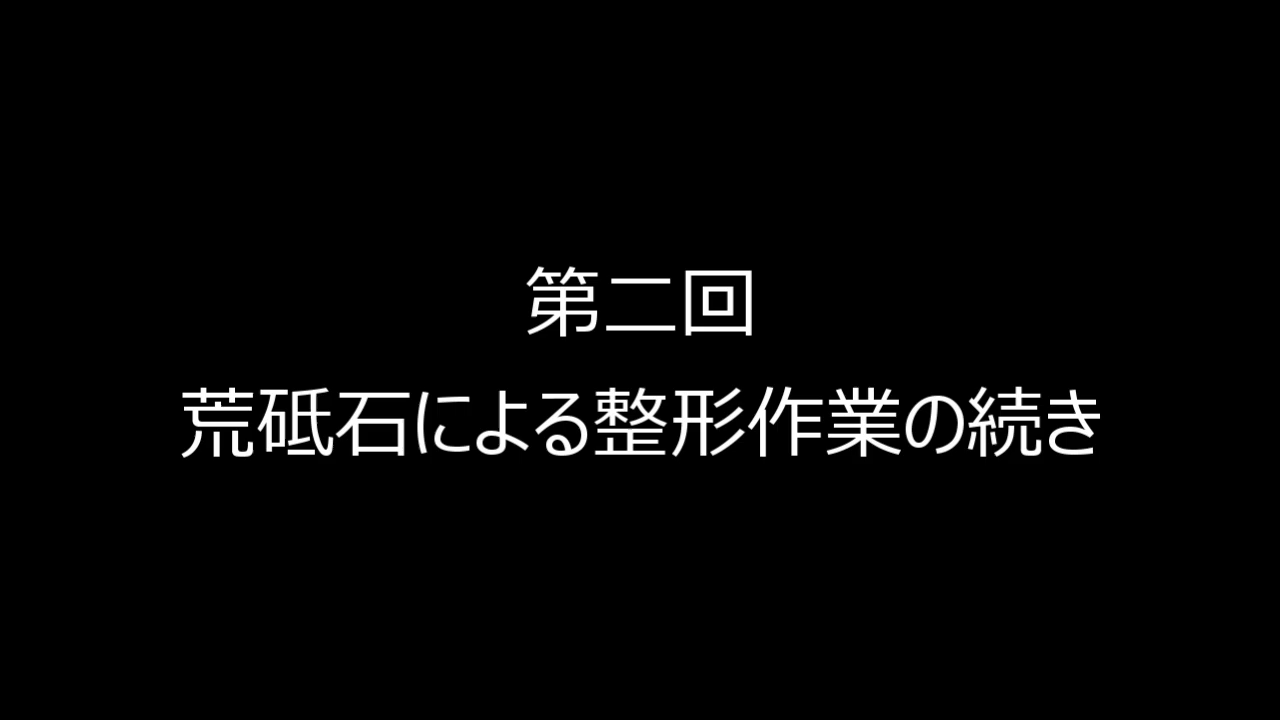 第二回
荒砥石による整形作業の続き